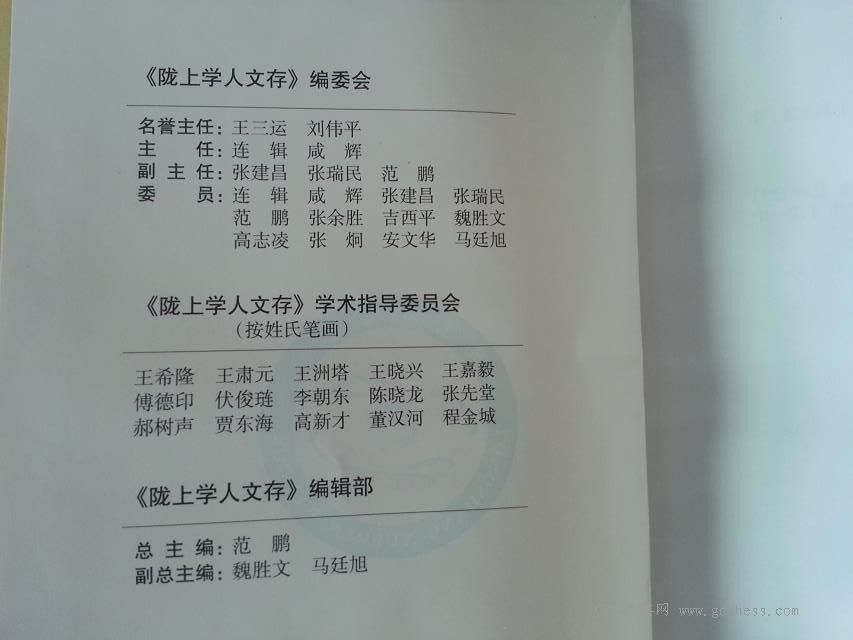 《陇上学人文存》编委会
名誉主任：王三运 刘伟平
主 任：连 辑 咸 辉
副 主 任：张建昌 张瑞民 范 鹏
委 员：连 辑 咸 辉 张建昌 张瑞民
范 鹏 张余胜 吉西平 魏胜文
高志凌 张 炯 安文华 马廷旭
《陇上学人文存》学术指导委员会
（按姓氏笔画）
王希隆 王肃元 王洲塔 王晓兴 王嘉毅
傅德印 伏俊琏 李朝东 陈晓龙 张先堂
郝树声 贾东海 高新才 董汉河 程金城
《陇上学人文存》编辑部
总 主 编：范 鹏
副总主编：魏胜文 马廷旭
网 www.gochess.com